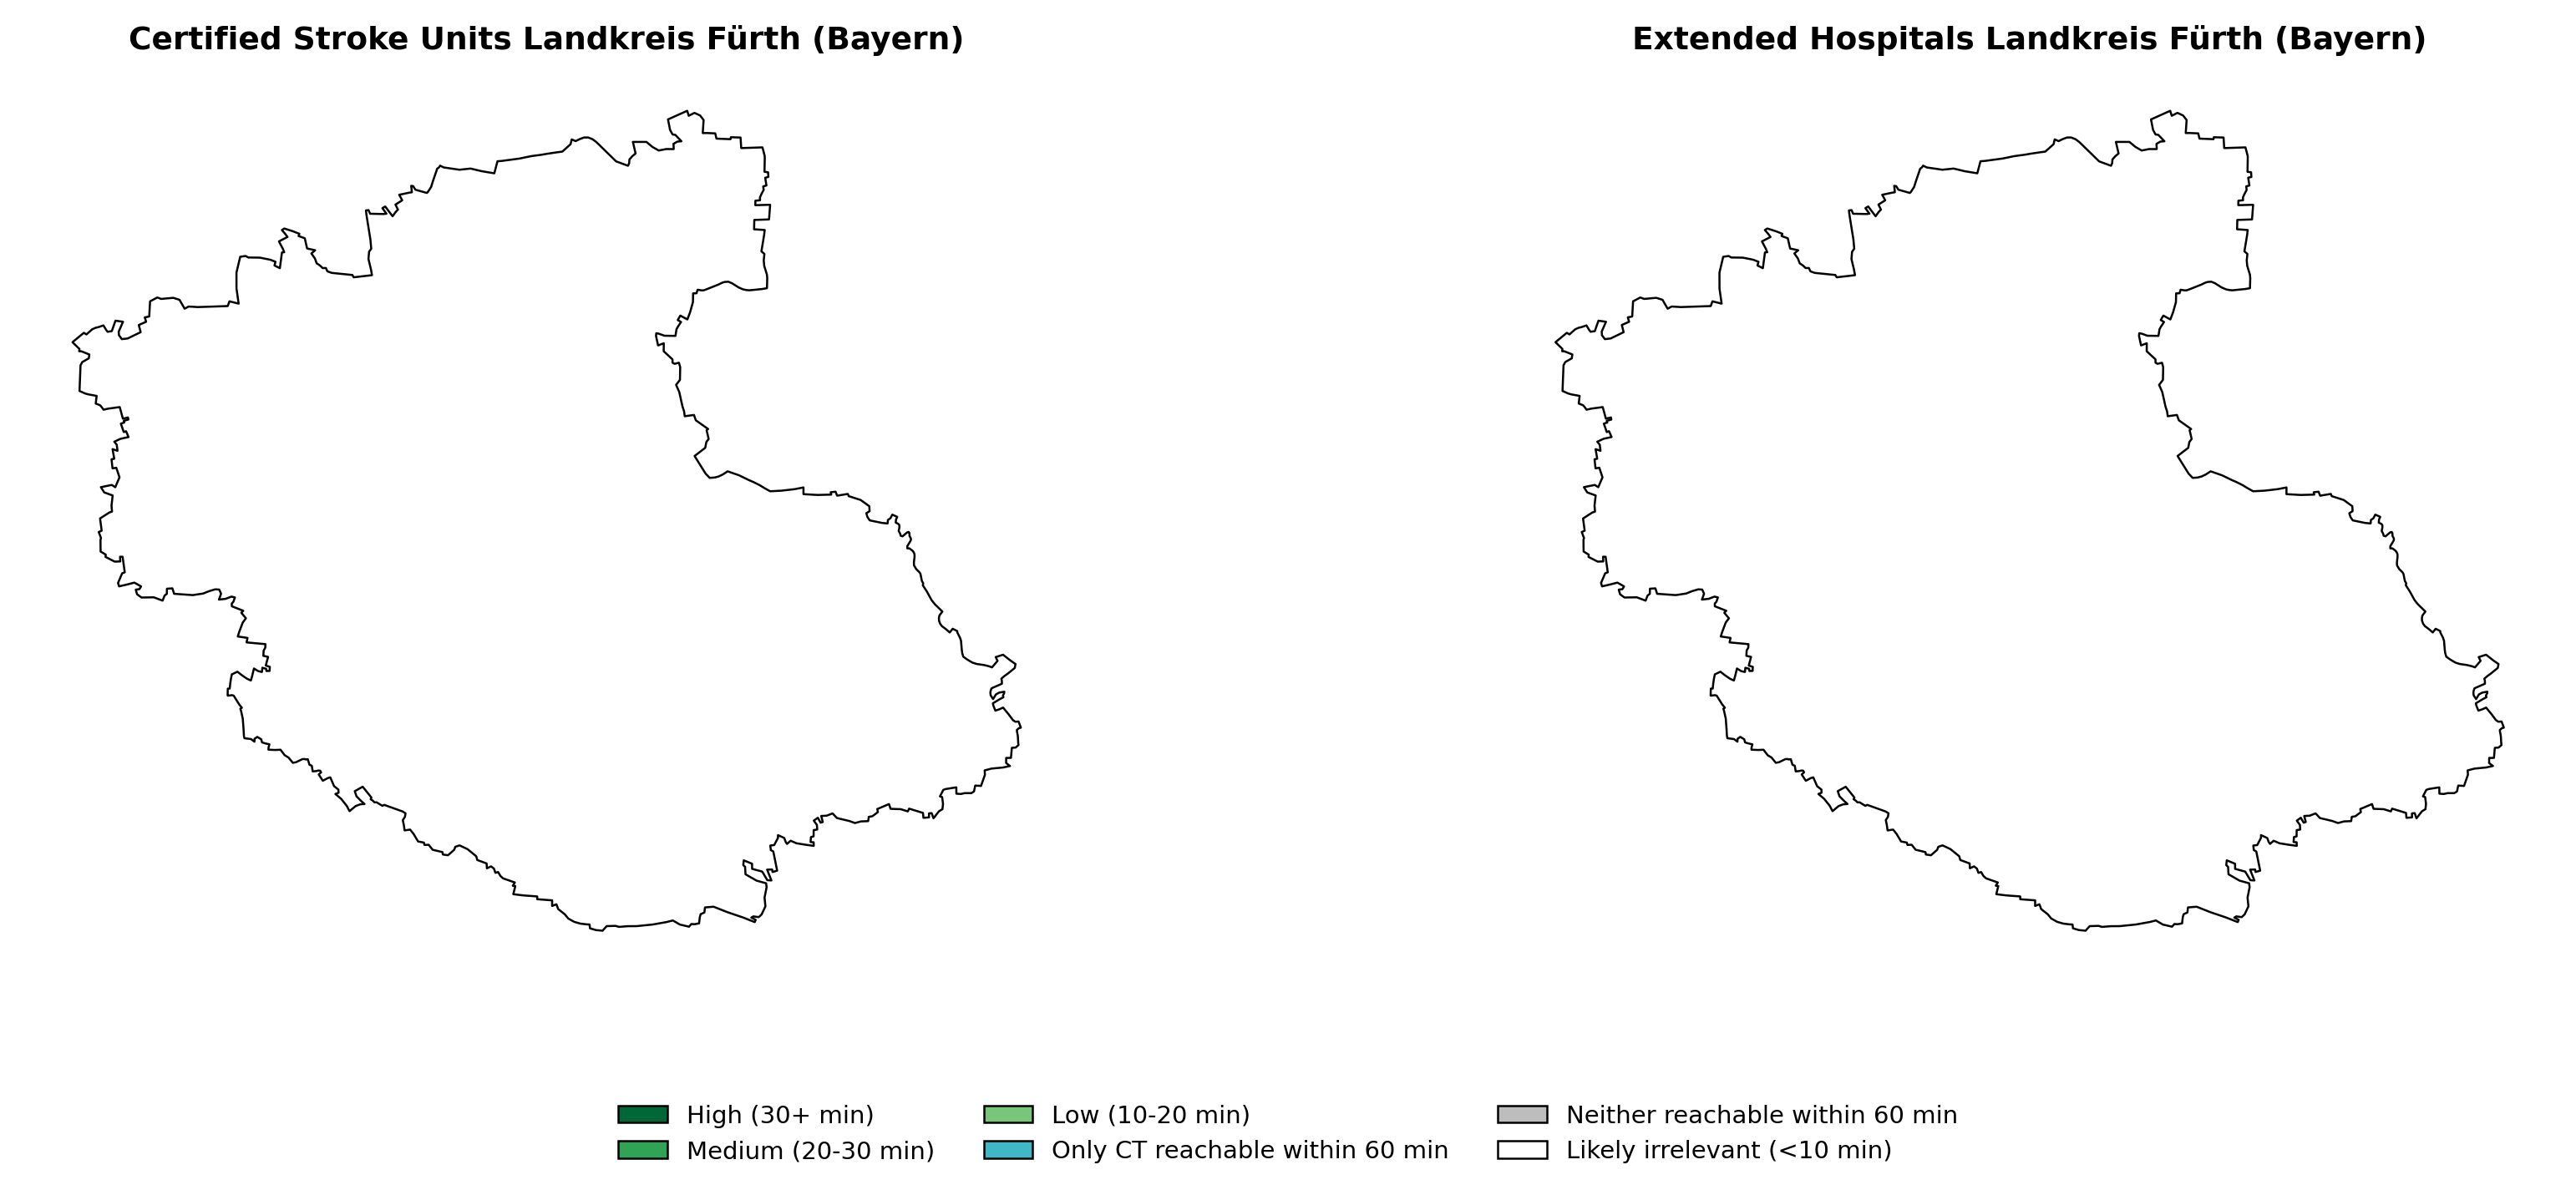 Certified Stroke Units Landkreis Fürth (Bayern)
Extended Hospitals Landkreis Fürth (Bayern)
High (30+ min)
Medium (20-30 min)
Low (10-20 min)
Only CT reachable within 60 min
Neither reachable within 60 min
Likely irrelevant (<10 min)